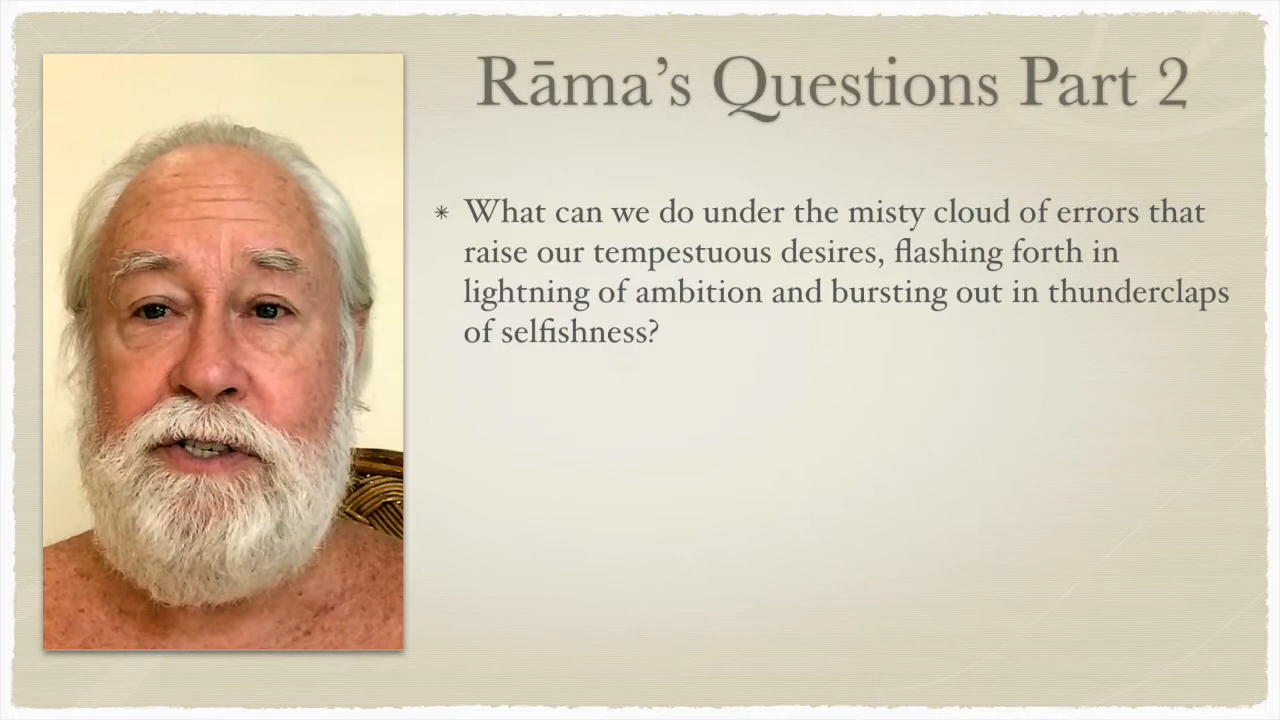 Rāma’s Questions Part 2
What can we do under the misty cloud of errors that
raise our tempestuous desires, flashing forth in
lightning of ambition and bursting out in thunderclaps
of selfishness?